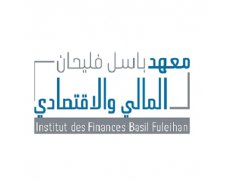 معهد باسل فليحان
المالي والاقتصادي
Institut des Finances Basil Fuleihan